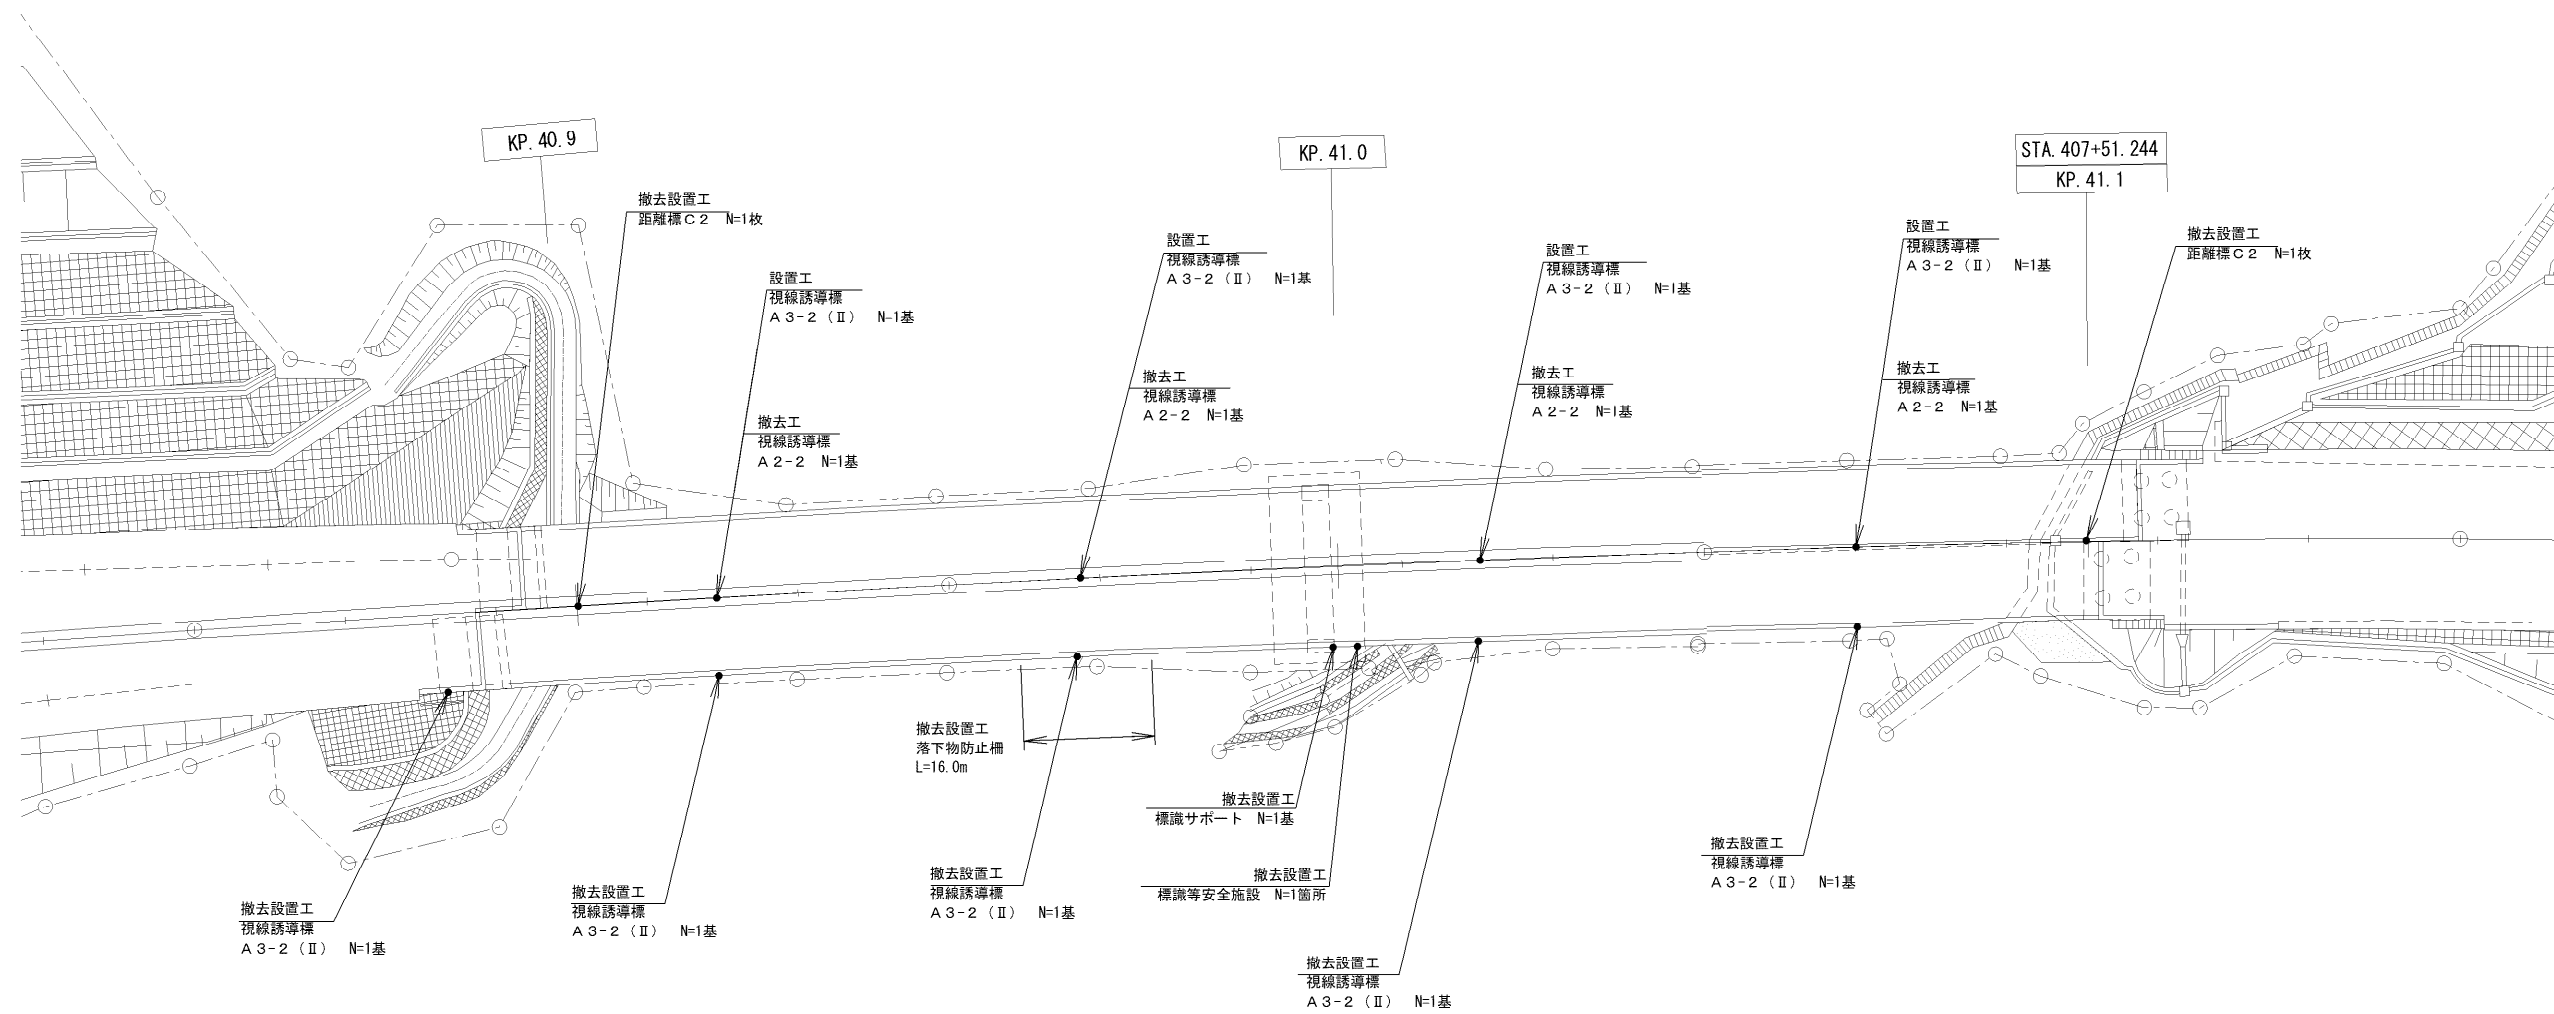 KP.40.9
KP.41.0
STA.407+51.244
KP.41.1
撤去設置工
距離標C2 N=1枚
設置工
視線誘導標
A3-2(Ⅱ) N=1基
撤去工
視線誘導標
A2-2 N=1基
設置工
視線誘導標
A3-2(Ⅱ) N=1基
撤去工
視線誘導標
A2-2 N=1基
設置工
視線誘導標
A3-2(Ⅱ) N=1基
撤去工
視線誘導標
A2-2 N=1基
設置工
視線誘導標
A3-2(Ⅱ) N=1基
撤去工
視線誘導標
A2-2 N=1基
撤去設置工
距離標C2 N=1枚
撤去設置工
視線誘導標
A3-2(Ⅱ) N=1基
撤去設置工
視線誘導標
A3-2(Ⅱ) N=1基
撤去設置工
落下物防止柵
L=16.0m
撤去設置工
視線誘導標
A3-2(Ⅱ) N=1基
撤去設置工
標識サポート N=1基
撤去設置工
標識等安全施設 N=1箇所
撤去設置工
視線誘導標
A3-2(Ⅱ) N=1基
撤去設置工
視線誘導標
A3-2(Ⅱ) N=1基